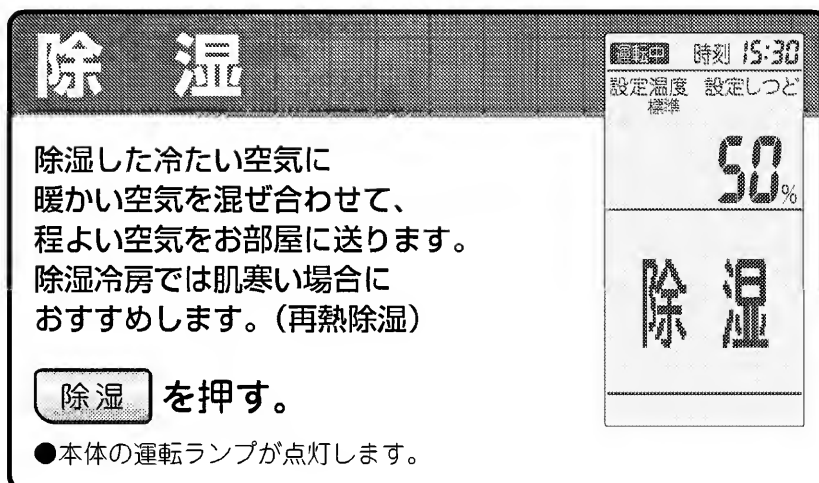 除 湿
除湿した冷たい空気に
暖かい空気を混ぜ合わせて、
程よい空気をお部屋に送ります。
除湿冷房では肌寒い場合に
おすすめします。(再熱除湿)
除湿 を押す。
●本体の運転ランプが点灯します。
運転中 時刻 15:30
設定温度 設定しつど
標準
50%
除 湿